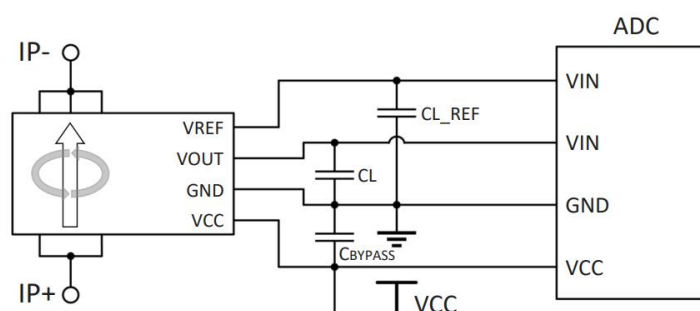 ADC
IP-
VIN
CL_REF
VREF
VIN
VOUT
CL
GND
GND
VCC
CBYPASS
VCC
IP+
VCC